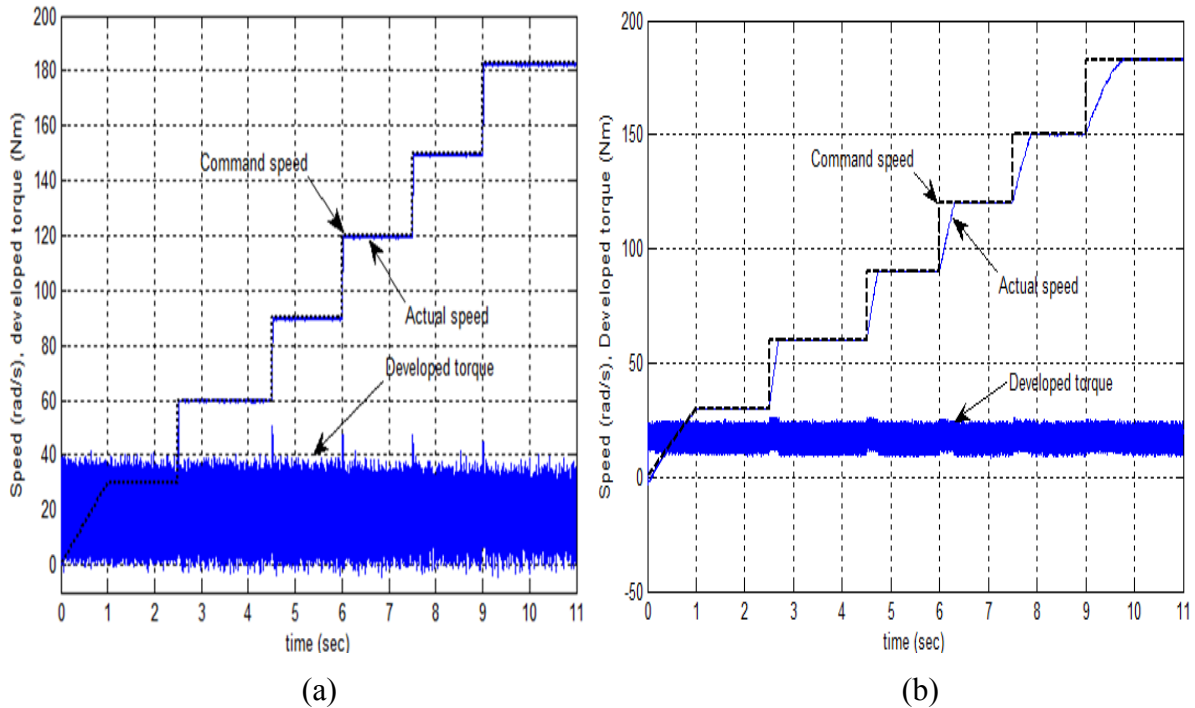 200
180
160
140
120
100
80
60
40
20
0
Speed (rad/s), developed torque (Nm)
Command speed
Actual speed
Developed torque
0 1 2 3 4 5 6 7 8 9 10 11
time (sec)
(a)
200
150
100
50
0
-50
Speed (rad/s), Developed torque (Nm)
Command speed
Actual speed
Developed torque
0 1 2 3 4 5 6 7 8 9 10 11
time (sec)
(b)